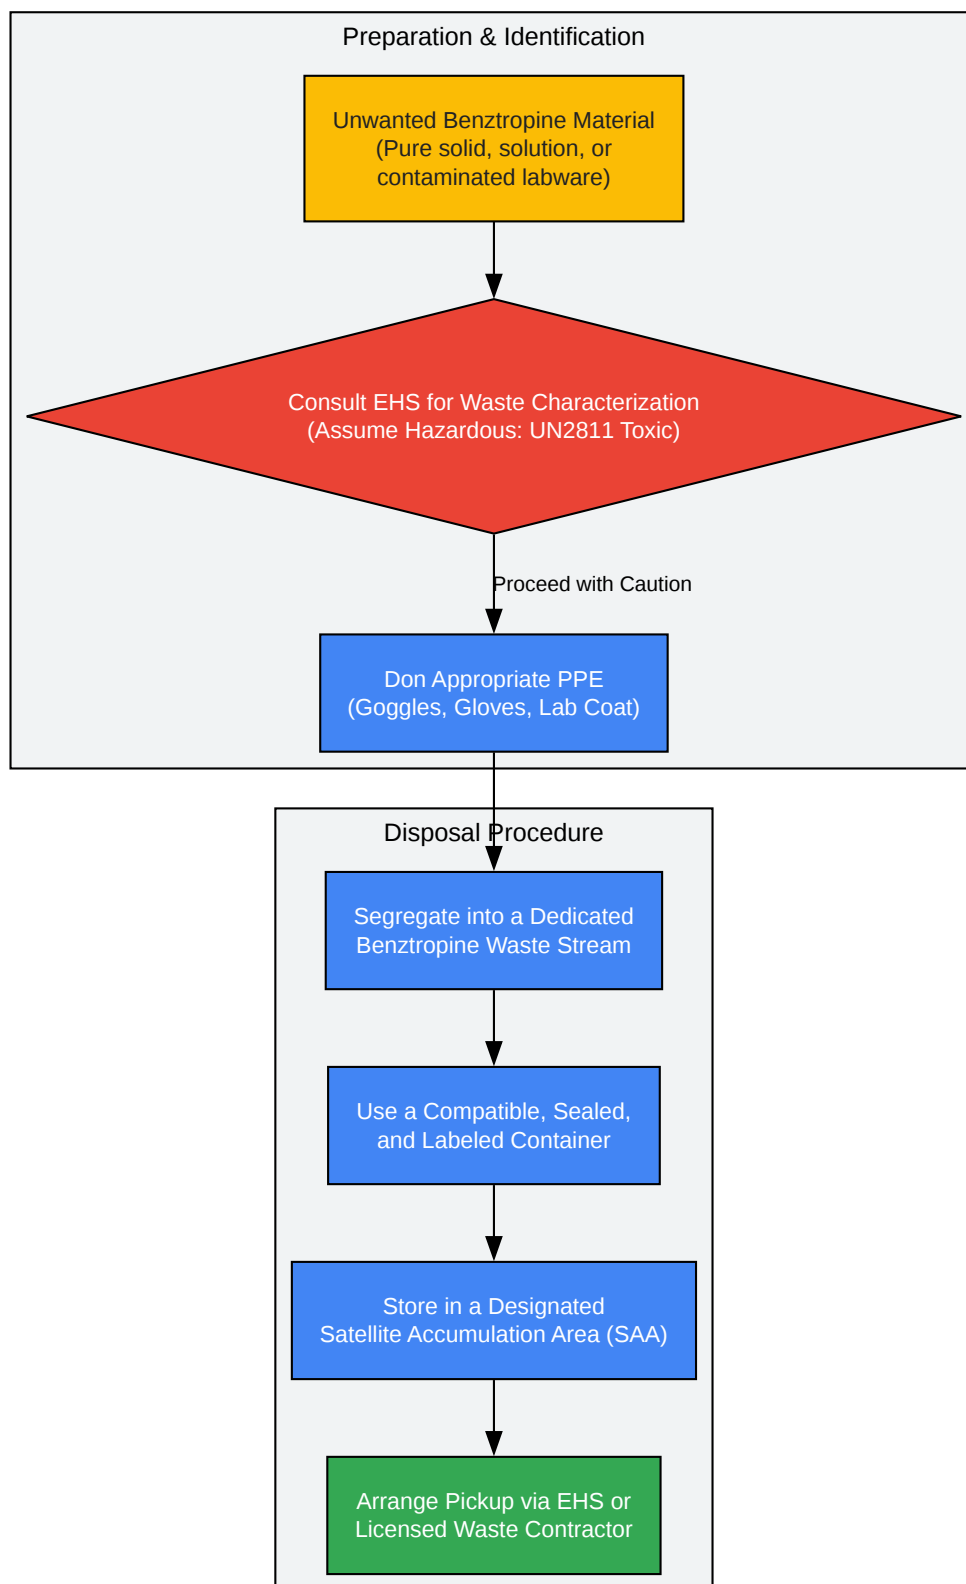 Preparation & Identification
Unwanted Benztropine Material
(Pure solid, solution, or
contaminated labware)
Consult EHS for Waste Characterization
(Assume Hazardous: UN2811 Toxic)
Proceed with Caution
Don Appropriate PPE
(Goggles, Gloves, Lab Coat)
Disposal Procedure
Segregate into a Dedicated
Benztropine Waste Stream
Use a Compatible, Sealed,
and Labeled Container
Store in a Designated
Satellite Accumulation Area (SAA)
Arrange Pickup via EHS or
Licensed Waste Contractor